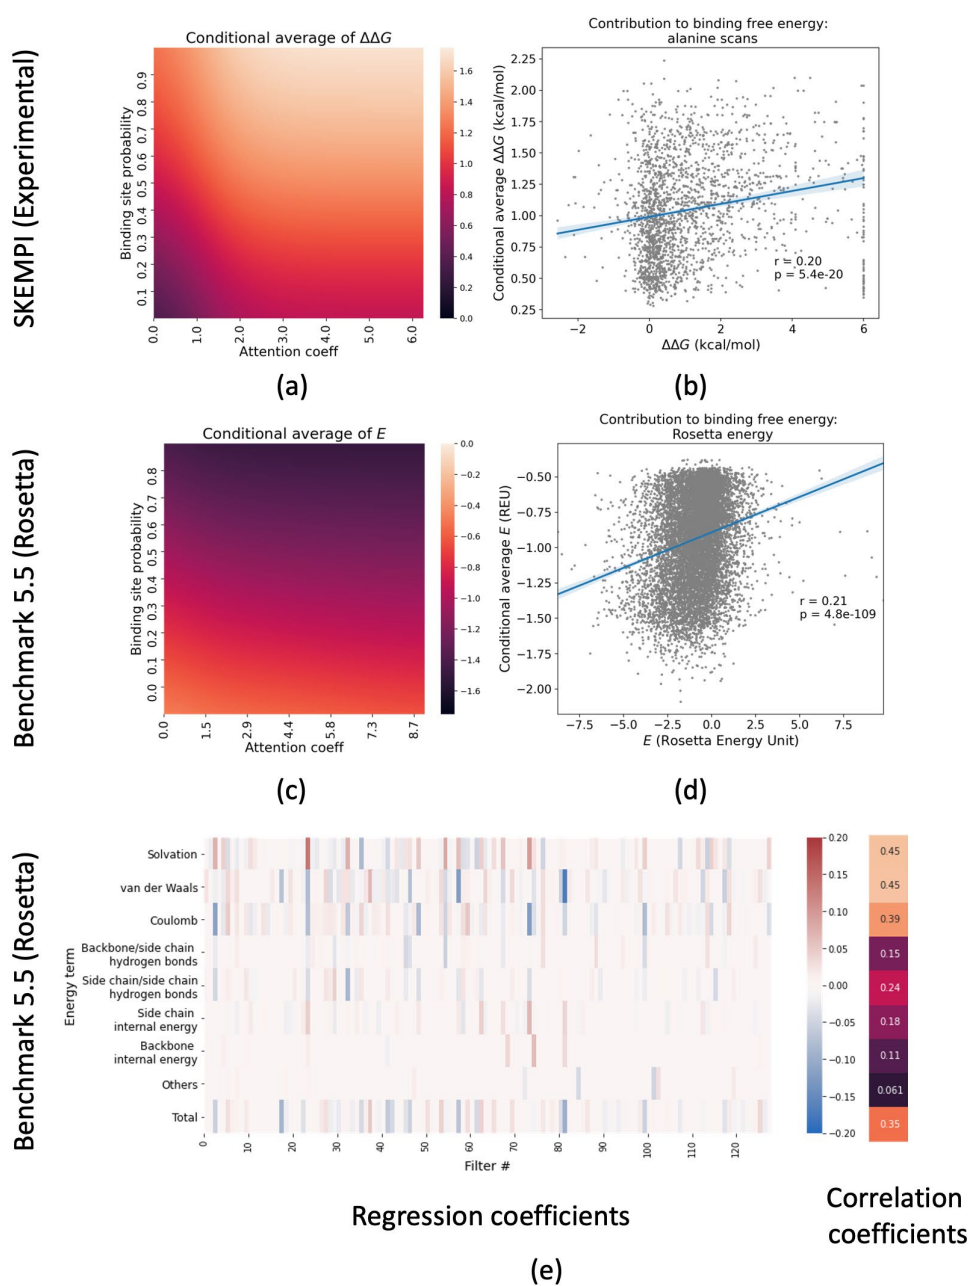 SKEMPI (Experimental)
Conditional average of ΔΔG
Binding site probability
0.9
0.8
0.7
0.6
0.5
0.4
0.3
0.2
0.1
0.0 1.0 2.0 3.0 4.0 5.0 6.0
Attention coeff
1.6
1.4
1.2
1.0
0.8
0.6
0.4
0.2
0.0
(a)
Contribution to binding free energy:
alanine scans
Conditional average ΔΔG (kcal/mol)
2.25
2.00
1.75
1.50
1.25
1.00
0.75
0.50
0.25
r = 0.20
p = 5.4e-20
−2 0 2 4 6
ΔΔG (kcal/mol)
(b)
Benchmark 5.5 (Rosetta)
Conditional average of E
Binding site probability
0.8
0.7
0.6
0.5
0.4
0.3
0.2
0.1
0.0
0.0 1.5 2.9 4.4 5.8 7.3 8.7
Attention coeff
0.0
−0.2
−0.4
−0.6
−0.8
−1.0
−1.2
−1.4
−1.6
(c)
Contribution to binding free energy:
Rosetta energy
Conditional average E (REU)
−0.50
−0.75
−1.00
−1.25
−1.50
−1.75
−2.00
r = 0.21
p = 4.8e-109
−7.5 −5.0 −2.5 0.0 2.5 5.0 7.5
E (Rosetta Energy Unit)
(d)
Benchmark 5.5 (Rosetta)
Energy term
Solvation
van der Waals
Coulomb
Backbone/side chain
hydrogen bonds
Side chain/side chain
hydrogen bonds
Side chain
internal energy
Backbone
internal energy
Others
Total
0 10 20 30 40 50 60 70 80 90 100 110 120
Filter #
0.20
0.15
0.10
0.05
0.00
−0.05
−0.10
−0.15
−0.20
0.45
0.45
0.39
0.15
0.24
0.18
0.11
0.061
0.35
Regression coefficients
Correlation
coefficients
(e)